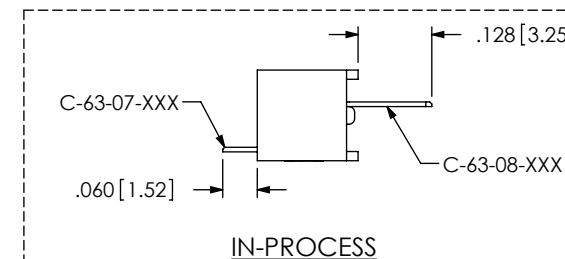 .128[3.25
C-63-07-XXX
C-63-08-XXX
.060[1.52]
IN-PROCESS